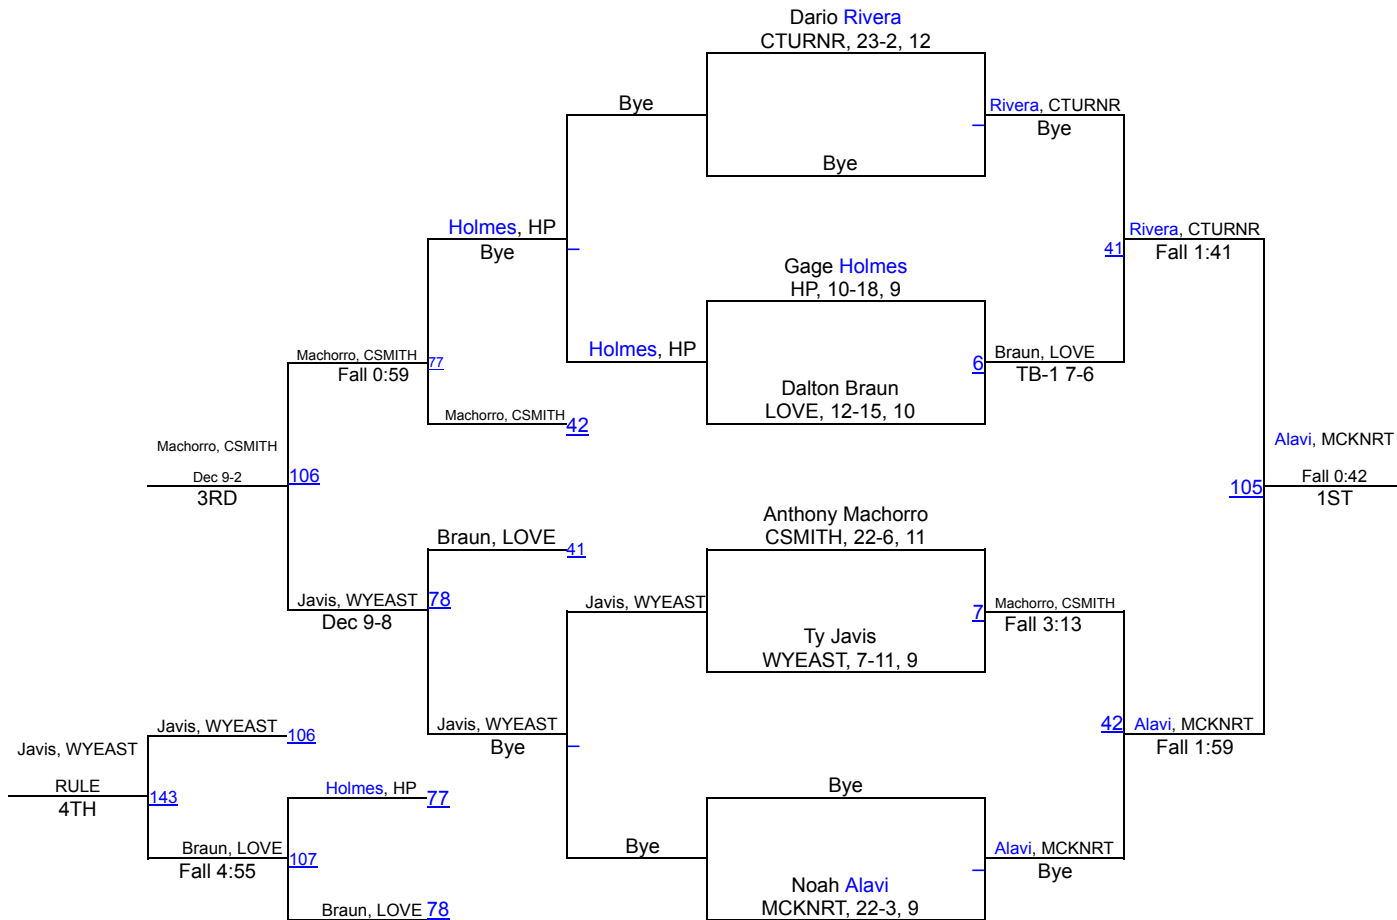 Dario Rivera
CTURNR, 23-2, 12
Bye
Rivera, CTURNR
Bye
Bye
Holmes, HP
Bye
Rivera, CTURNR
41
Fall 1:41
Gage Holmes
HP, 10-18, 9
Machorro, CSMITH
77
Fall 0:59
Holmes, HP
6
Braun, LOVE
TB-1 7-6
Dalton Braun
LOVE, 12-15, 10
Machorro, CSMITH
42
Machorro, CSMITH
Dec 9-2
106
3RD
Alavi, MCKNRT
Fall 0:42
105
1ST
Anthony Machorro
CSMITH, 22-6, 11
Braun, LOVE
41
Javis, WYEAST
78
Dec 9-8
Javis, WYEAST
7
Machorro, CSMITH
Fall 3:13
Ty Javis
WYEAST, 7-11, 9
Javis, WYEAST
Bye
42
Alavi, MCKNRT
Fall 1:59
Javis, WYEAST
106
Javis, WYEAST
RULE
143
4TH
Holmes, HP
77
Bye
Braun, LOVE
107
Fall 4:55
Bye
Alavi, MCKNRT
Bye
Noah Alavi
MCKNRT, 22-3, 9
Braun, LOVE
78